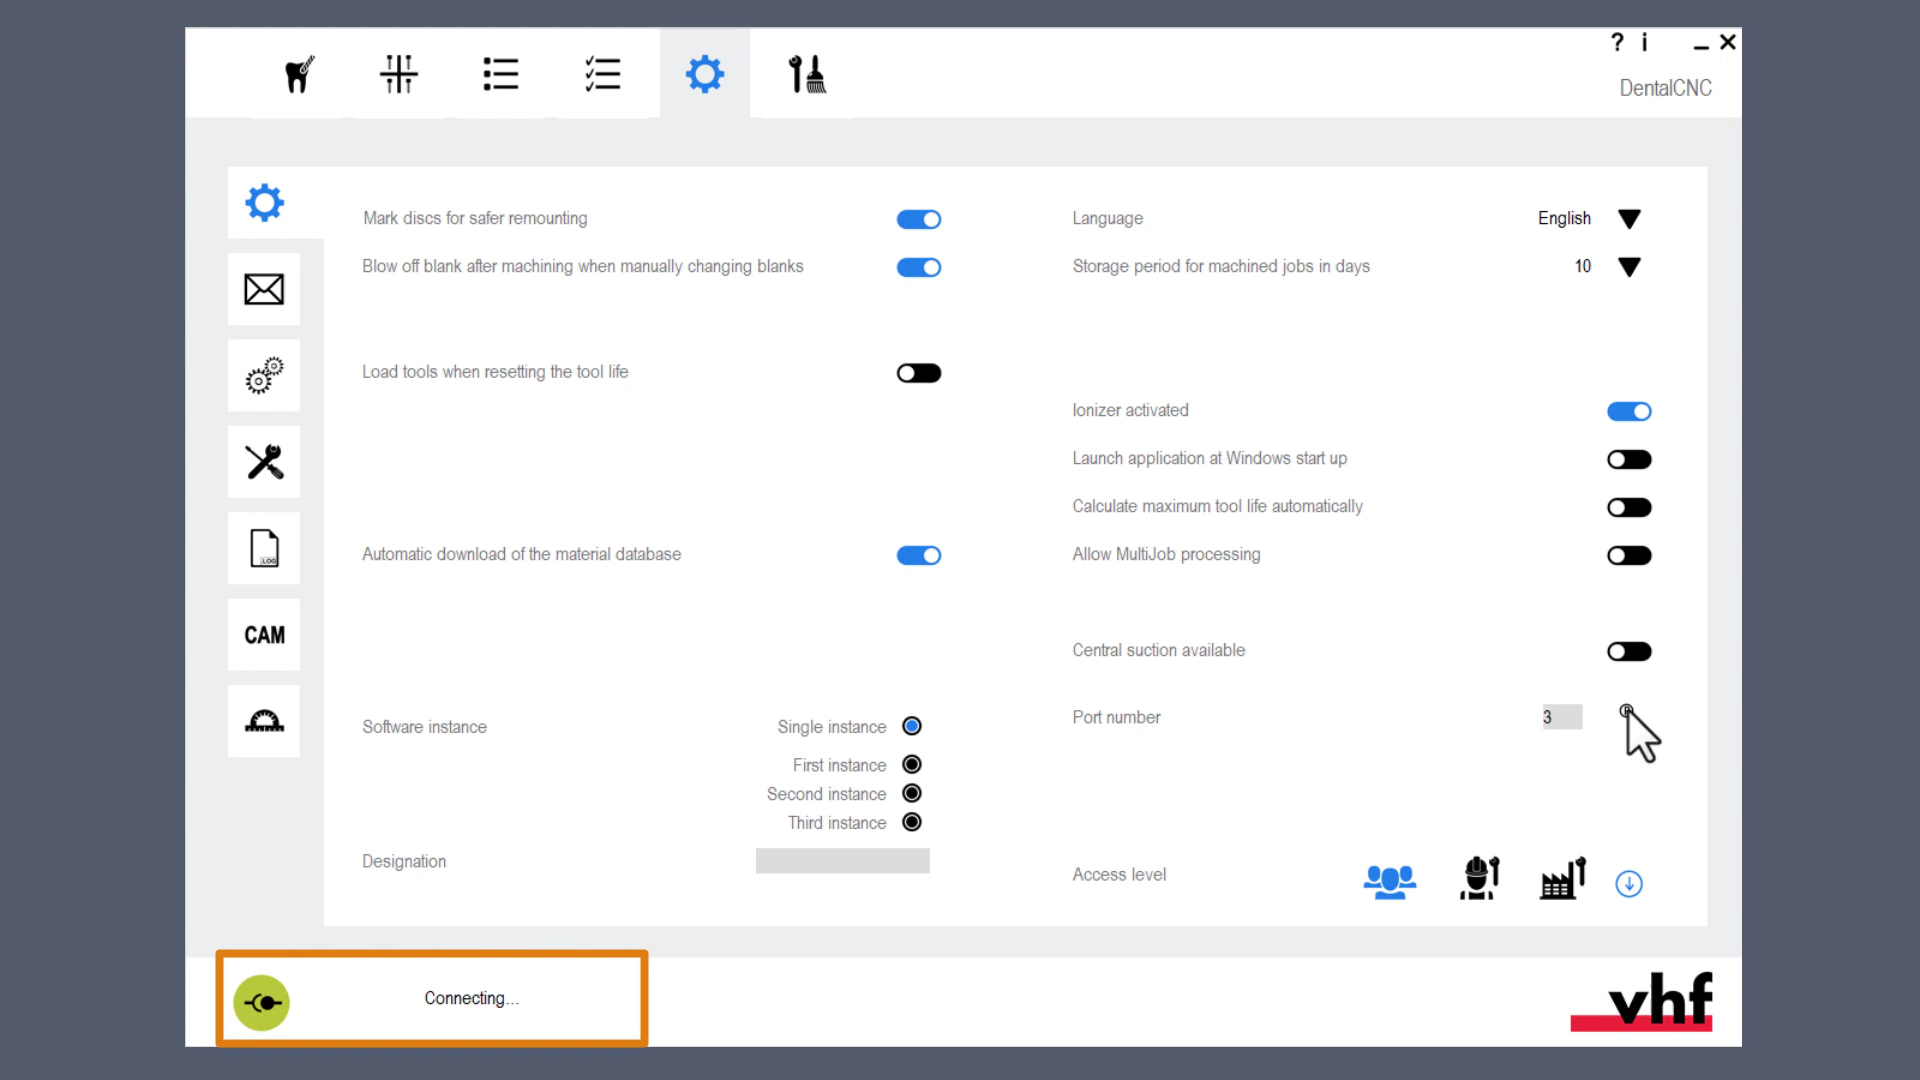 ? i
DentalCNC
Mark discs for safer remounting
Language
English
Blow off blank after machining when manually changing blanks
Storage period for machined jobs in days
10
Load tools when resetting the tool life
Ionizer activated
Launch application at Windows start up
Calculate maximum tool life automatically
LOG
Automatic download of the material database
Allow MultiJob processing
CAM
Central suction available
Software instance
Single instance
Port number
3
First instance
Second instance
Third instance
Designation
Access level
Connecting...
vhf